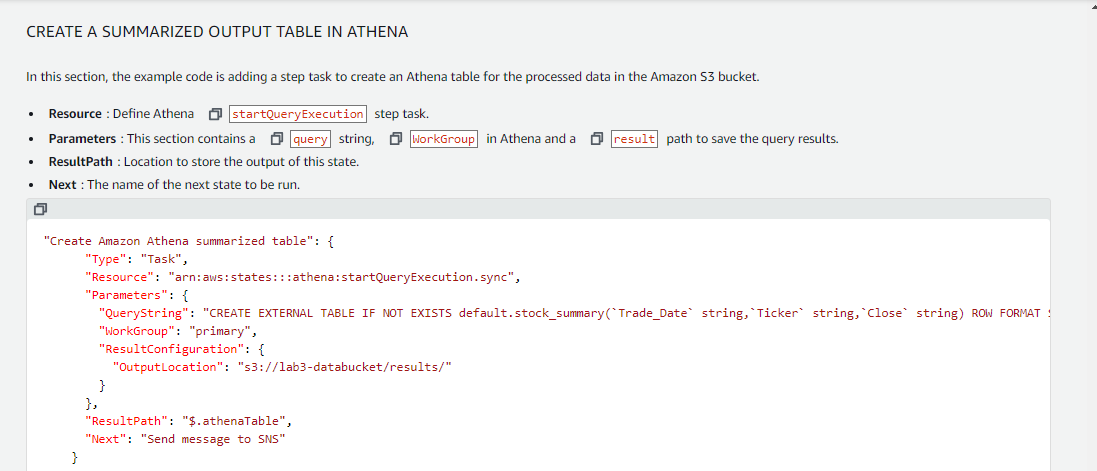 CREATE A SUMMARIZED OUTPUT TABLE IN ATHENA
In this section, the example code is adding a step task to create an Athena table for the processed data in the Amazon S3 bucket.
• Resource : Define Athena startQueryExecution step task.
• Parameters : This section contains a query string, WorkGroup in Athena and a result path to save the query results.
• ResultPath : Location to store the output of this state.
• Next : The name of the next state to be run.
"Create Amazon Athena summarized table": {
"Type": "Task",
"Resource": "arn:aws:states:::athena:startQueryExecution.sync",
"Parameters": {
"QueryString": "CREATE EXTERNAL TABLE IF NOT EXISTS default.stock_summary(`Trade_Date` string,`Ticker` string,`Close` string) ROW FORMAT
"WorkGroup": "primary",
"ResultConfiguration": {
"OutputLocation": "s3://lab3-databucket/results/"
}
},
"ResultPath": "$.athenaTable",
"Next": "Send message to SNS"
}